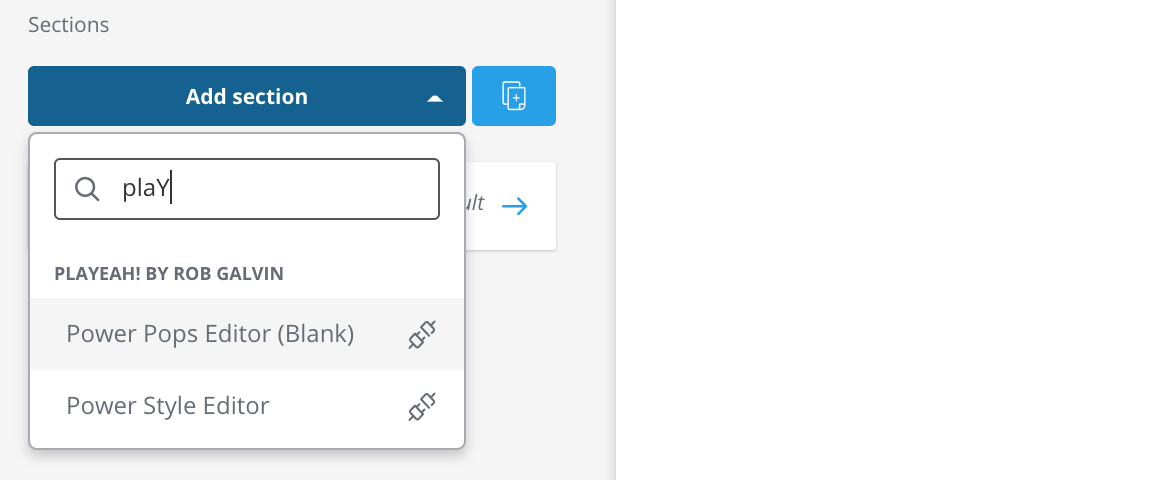 Sections
Add section
plaY
ult
PLAYEAH! BY ROB GALVIN
Power Pops Editor (Blank)
Power Style Editor